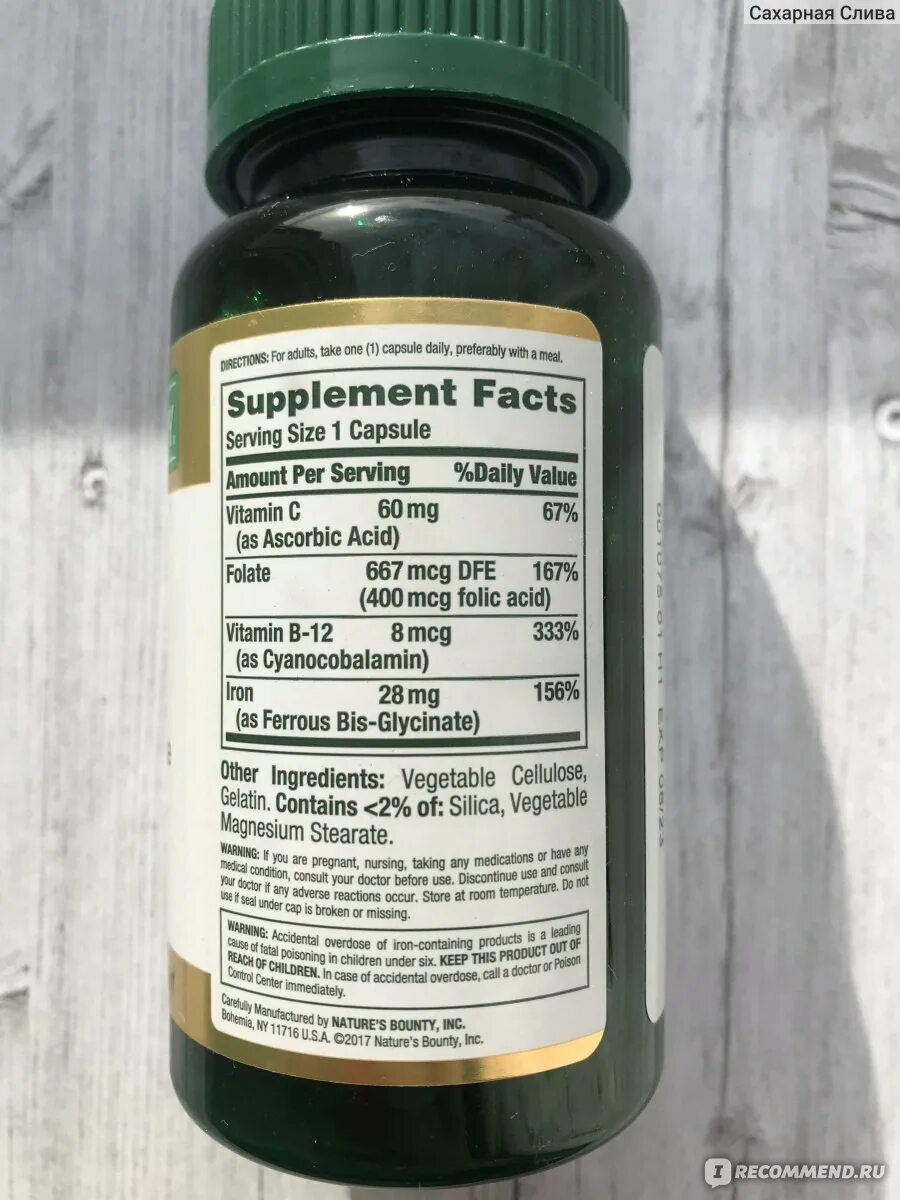 Сахарная Слива
DIRECTIONS: For adults, take one (1) capsule daily, preferably with a meal.
Supplement Facts
Serving Size 1 Capsule
Amount Per Serving %Daily Value
Vitamin C 60 mg 67%
(as Ascorbic Acid)
Folate 667 mcg DFE 167%
(400 mcg folic acid)
Vitamin B-12 8 mcg 333%
(as Cyanocobalamin)
Iron 28 mg 156%
(as Ferrous Bis-Glycinate)
Other Ingredients: Vegetable Cellulose,
Gelatin. Contains <2% of: Silica, Vegetable
Magnesium Stearate.
WARNING: If you are pregnant, nursing, taking any medications or have any
medical condition, consult your doctor before use. Discontinue use and consult
your doctor if any adverse reactions occur. Store at room temperature. Do not
use if seal under cap is broken or missing.
WARNING: Accidental overdose of iron-containing products is a leading
cause of fatal poisoning in children under six. KEEP THIS PRODUCT OUT OF
REACH OF CHILDREN. In case of accidental overdose, call a doctor or Poison
Control Center immediately.
Carefully Manufactured by NATURE'S BOUNTY, INC.
Bohemia, NY 11716 U.S.A. ©2017 Nature's Bounty, Inc.
EXP 08/23
IRECOMMEND.RU